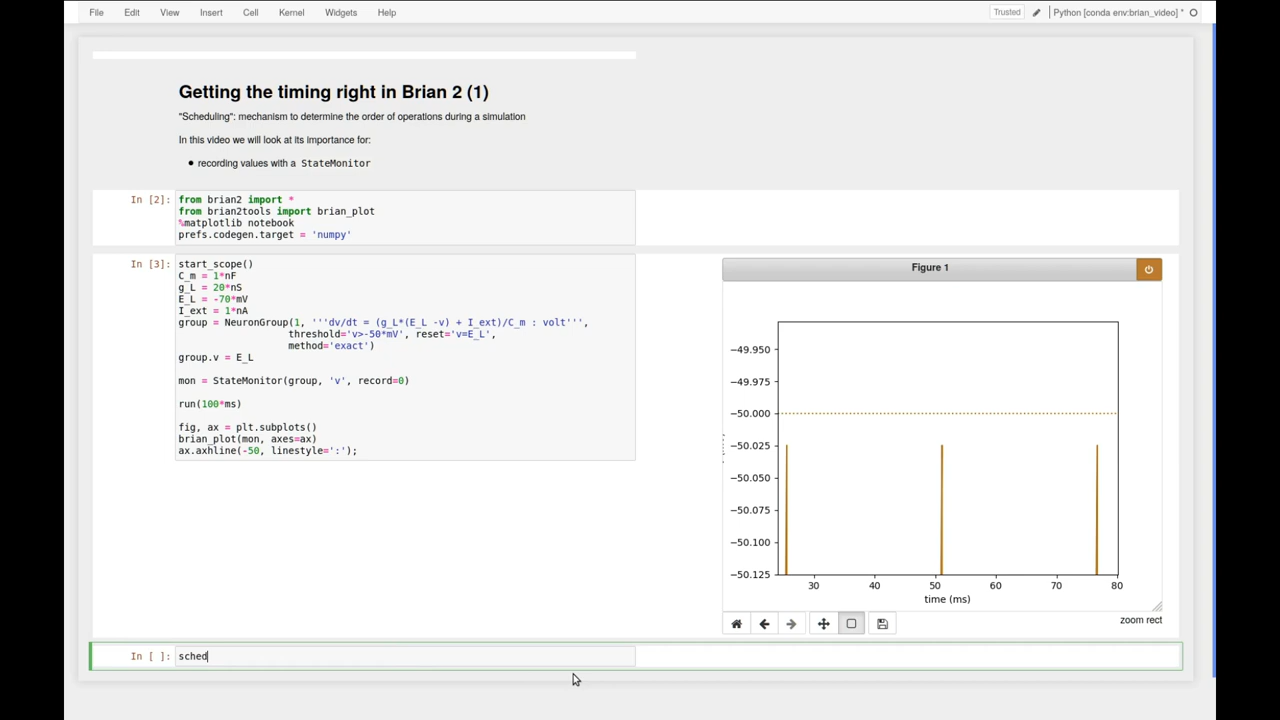 File Edit View Insert Cell Kernel Widgets Help Trusted Python [conda env:brian_video] *
Getting the timing right in Brian 2 (1)
"Scheduling": mechanism to determine the order of operations during a simulation
In this video we will look at its importance for:
• recording values with a StateMonitor
In [2]:
from brian2 import *
from brian2tools import brian_plot
%matplotlib notebook
prefs.codegen.target = 'numpy'
In [3]:
start_scope()
C_m = 1*nF
g_L = 20*nS
E_L = -70*mV
I_ext = 1*nA
group = NeuronGroup(1, '''dv/dt = (g_L*(E_L -v) + I_ext)/C_m : volt''',
threshold='v>-50*mV', reset='v=E_L',
method='exact')
group.v = E_L
mon = StateMonitor(group, 'v', record=0)
run(100*ms)
fig, ax = plt.subplots()
brian_plot(mon, axes=ax)
ax.axhline(-50, linestyle=':');
Figure 1
−49.950
−49.975
−50.000
−50.025
−50.050
−50.075
−50.100
−50.125
30 40 50 60 70 80
time (ms)
zoom rect
In [ ]:
sched